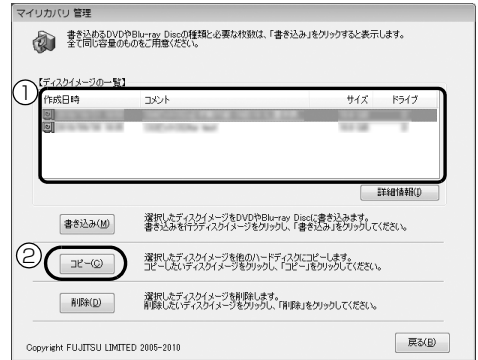 マイリカバリ 管理
書き込めるDVDやBlu-ray Discの種類と必要な枚数は、「書き込み」をクリックすると表示します。
全て同じ容量のものをご用意ください。
【ディスクイメージの一覧】
①
作成日時 コメント サイズ ドライブ
詳細情報(I)
書き込み(M)
選択したディスクイメージをDVDやBlu-ray Discに書き込みます。
書き込みを行うディスクイメージをクリックし、「書き込み」をクリックしてください。
②
コピー(C)
選択したディスクイメージを他のハードディスクにコピーします。
コピーしたいディスクイメージをクリックし、「コピー」をクリックしてください。
削除(D)
選択したディスクイメージを削除します。
削除したいディスクイメージをクリックし、「削除」をクリックしてください。
Copyright FUJITSU LIMITED 2005-2010
戻る(B)